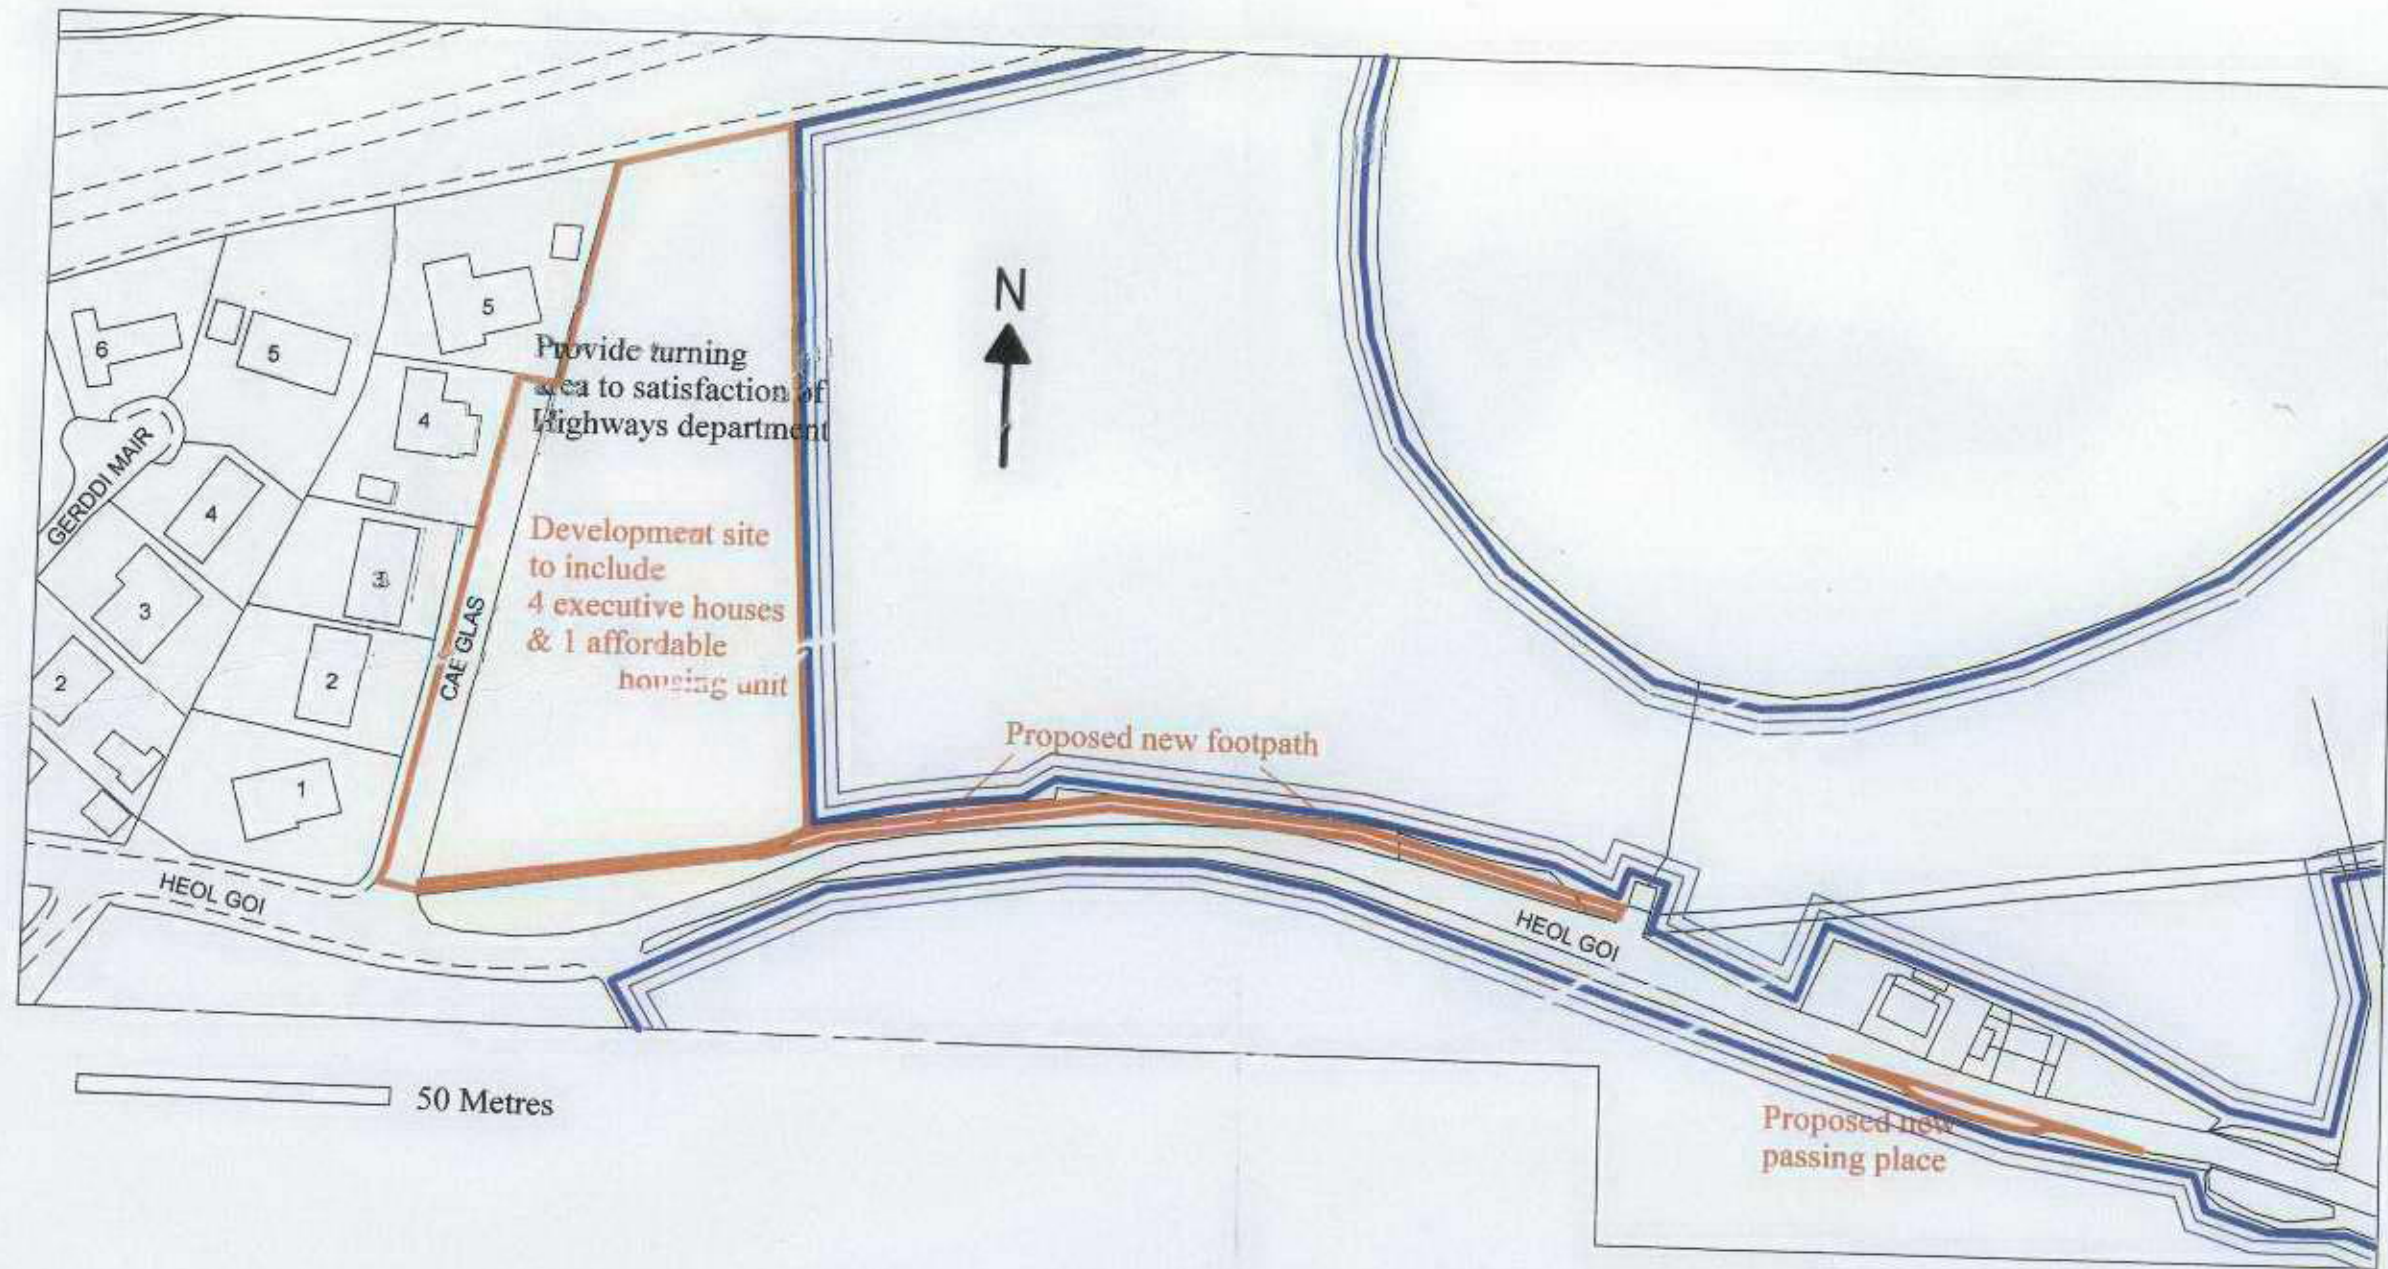 N
5
5
6
Provide turning
area to satisfaction of
Highways department
4
GERDDI MAIR
4
Development site
to include
4 executive houses
& 1 affordable
housing unit
3
3
CAE GLAS
2
2
Proposed new footpath
1
HEOL GOI
HEOL GOI
50 Metres
Proposed new
passing place